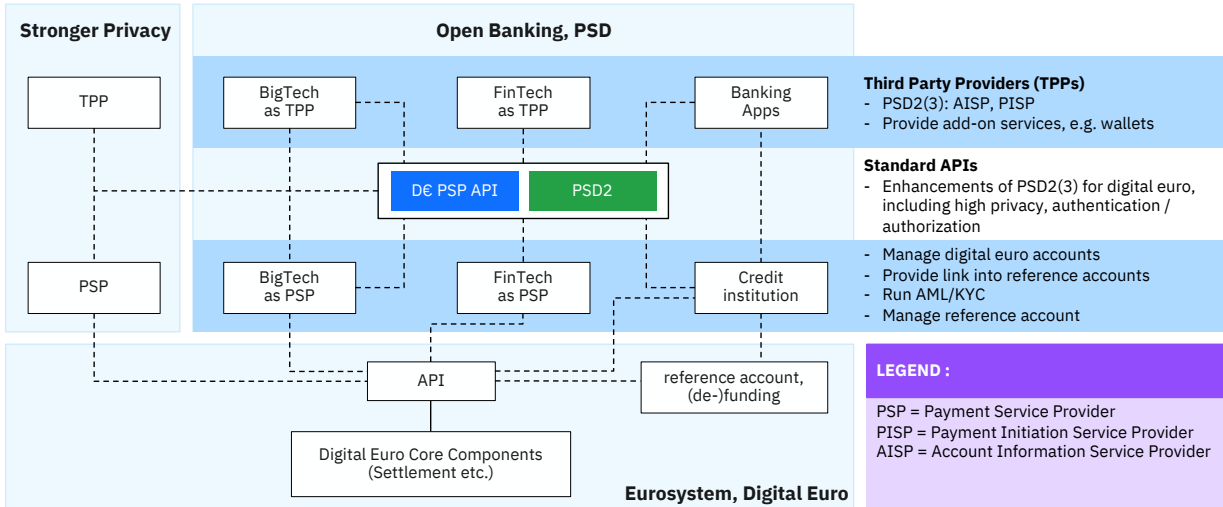 Stronger Privacy
Open Banking, PSD
TPP
BigTech
as TPP
FinTech
as TPP
Banking
Apps
Third Party Providers (TPPs)
- PSD2(3): AISP, PISP
- Provide add-on services, e.g. wallets
D€ PSP API
PSD2
Standard APIs
- Enhancements of PSD2(3) for digital euro,
including high privacy, authentication /
authorization
PSP
BigTech
as PSP
FinTech
as PSP
Credit
institution
- Manage digital euro accounts
- Provide link into reference accounts
- Run AML/KYC
- Manage reference account
API
reference account,
(de-)funding
Digital Euro Core Components
(Settlement etc.)
Eurosystem, Digital Euro
LEGEND :
PSP = Payment Service Provider
PISP = Payment Initiation Service Provider
AISP = Account Information Service Provider